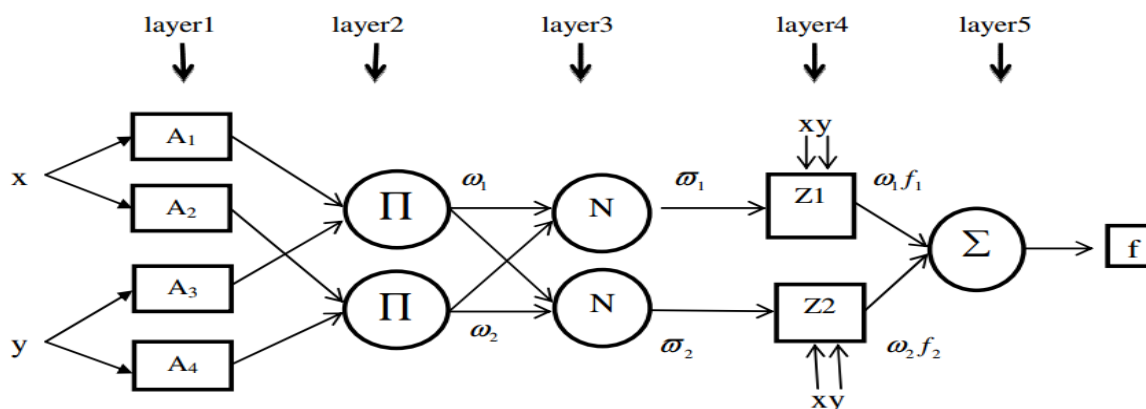 layer1 layer2 layer3 layer4 layer5
xy
A₁
x
ω₁ ϖ₁ Z1 ω₁f₁
Π N
A₂
Σ f
A₃
Π N Z2
y
ω₂ ϖ₂ ω₂f₂
A₄
xy